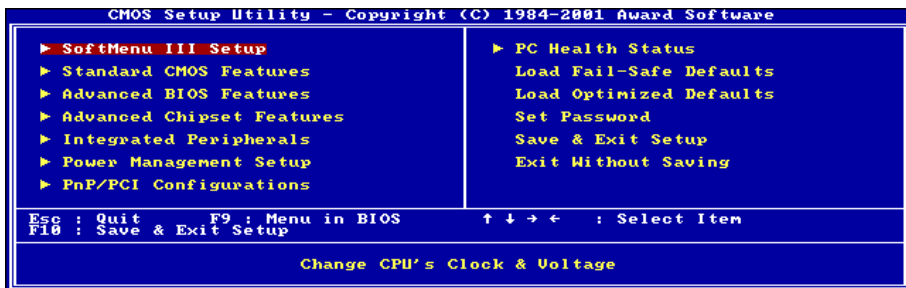 CMOS Setup Utility - Copyright (C) 1984-2001 Award Software
► SoftMenu III Setup
► Standard CMOS Features
► Advanced BIOS Features
► Advanced Chipset Features
► Integrated Peripherals
► Power Management Setup
► PnP/PCI Configurations
► PC Health Status
Load Fail-Safe Defaults
Load Optimized Defaults
Set Password
Save & Exit Setup
Exit Without Saving
Esc : Quit F9 : Menu in BIOS ↑ ↓ → ← : Select Item
F10 : Save & Exit Setup
Change CPU's Clock & Voltage